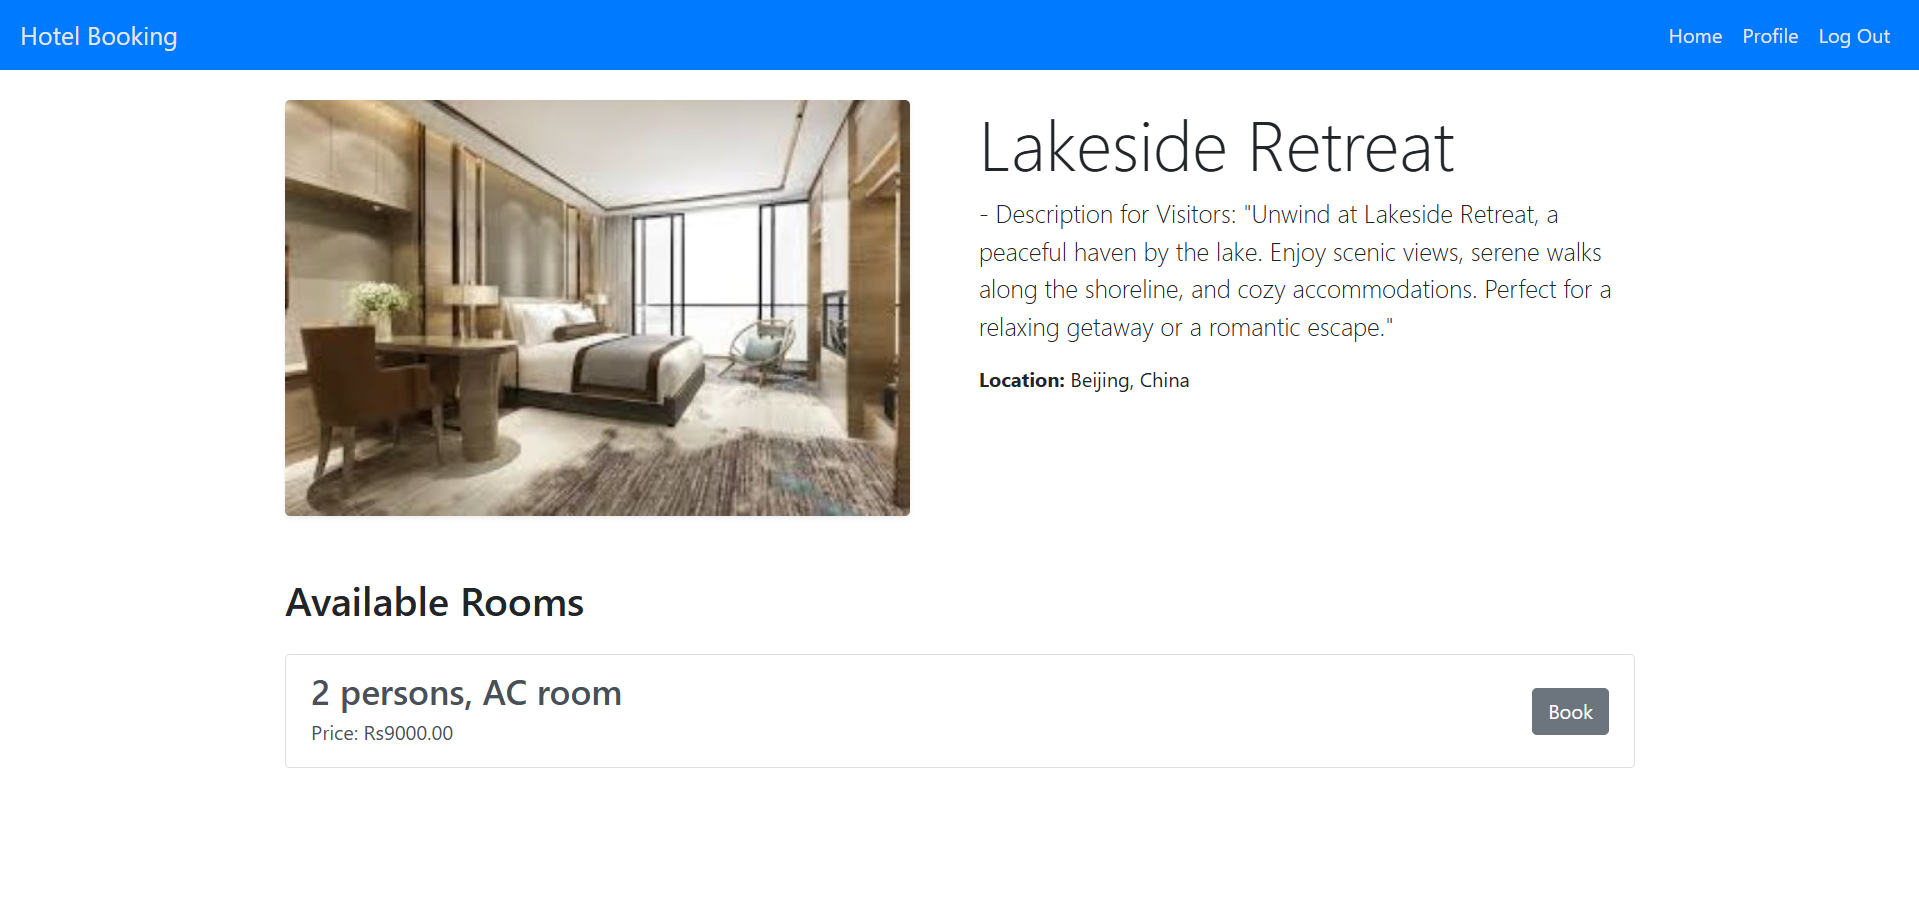 Hotel Booking
Home Profile Log Out
Lakeside Retreat
- Description for Visitors: "Unwind at Lakeside Retreat, a
peaceful haven by the lake. Enjoy scenic views, serene walks
along the shoreline, and cozy accommodations. Perfect for a
relaxing getaway or a romantic escape."
Location: Beijing, China
Available Rooms
2 persons, AC room
Price: Rs9000.00
Book